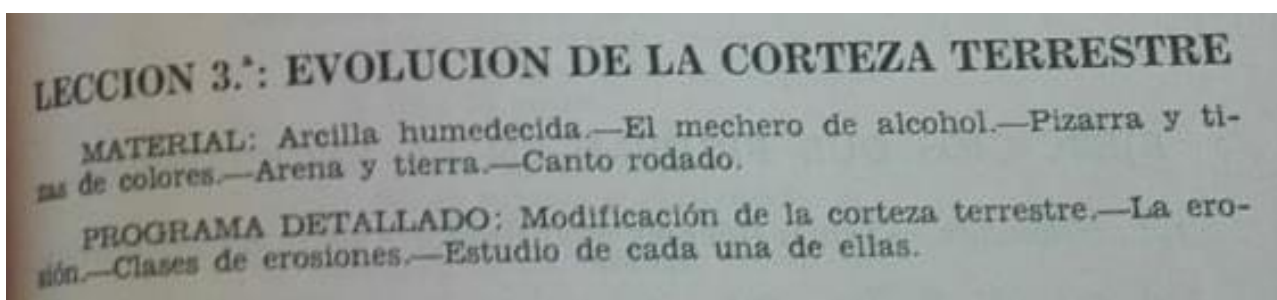 LECCION 3.ª: EVOLUCION DE LA CORTEZA TERRESTRE
MATERIAL: Arcilla humedecida.—El mechero de alcohol.—Pizarra y ti-
zas de colores.—Arena y tierra.—Canto rodado.
PROGRAMA DETALLADO: Modificación de la corteza terrestre.—La ero-
sión.—Clases de erosiones.—Estudio de cada una de ellas.